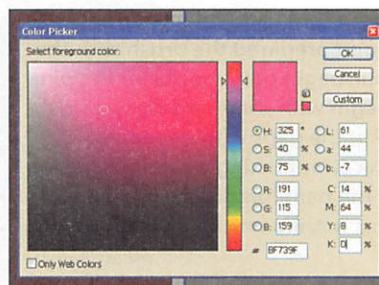 Color Picker
Select foreground color:
OK
Cancel
Custom
H: 325 °
S: 40 %
B: 75 %
R: 191
G: 115
B: 159
# BF739F
L: 61
a: 44
b: -7
C: 14 %
M: 64 %
Y: 8 %
K: 0 %
Only Web Colors